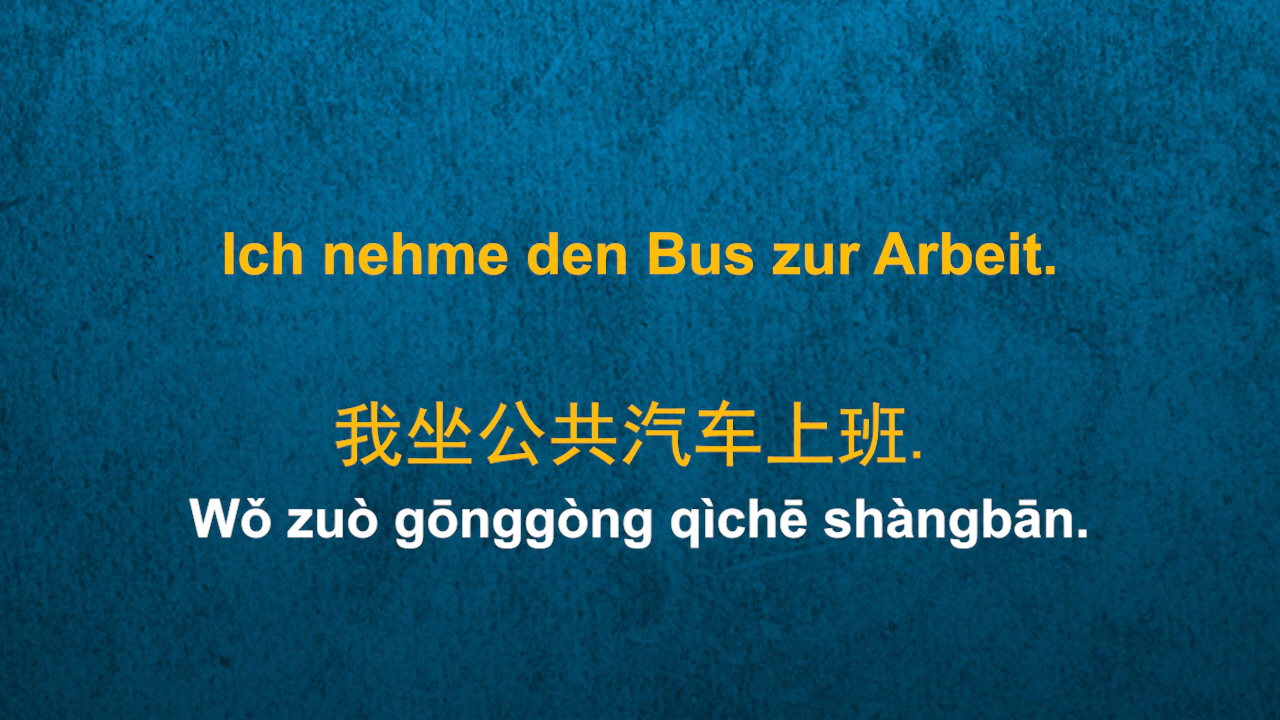 Ich nehme den Bus zur Arbeit.
我坐公共汽车上班.
Wǒ zuò gōnggòng qìchē shàngbān.